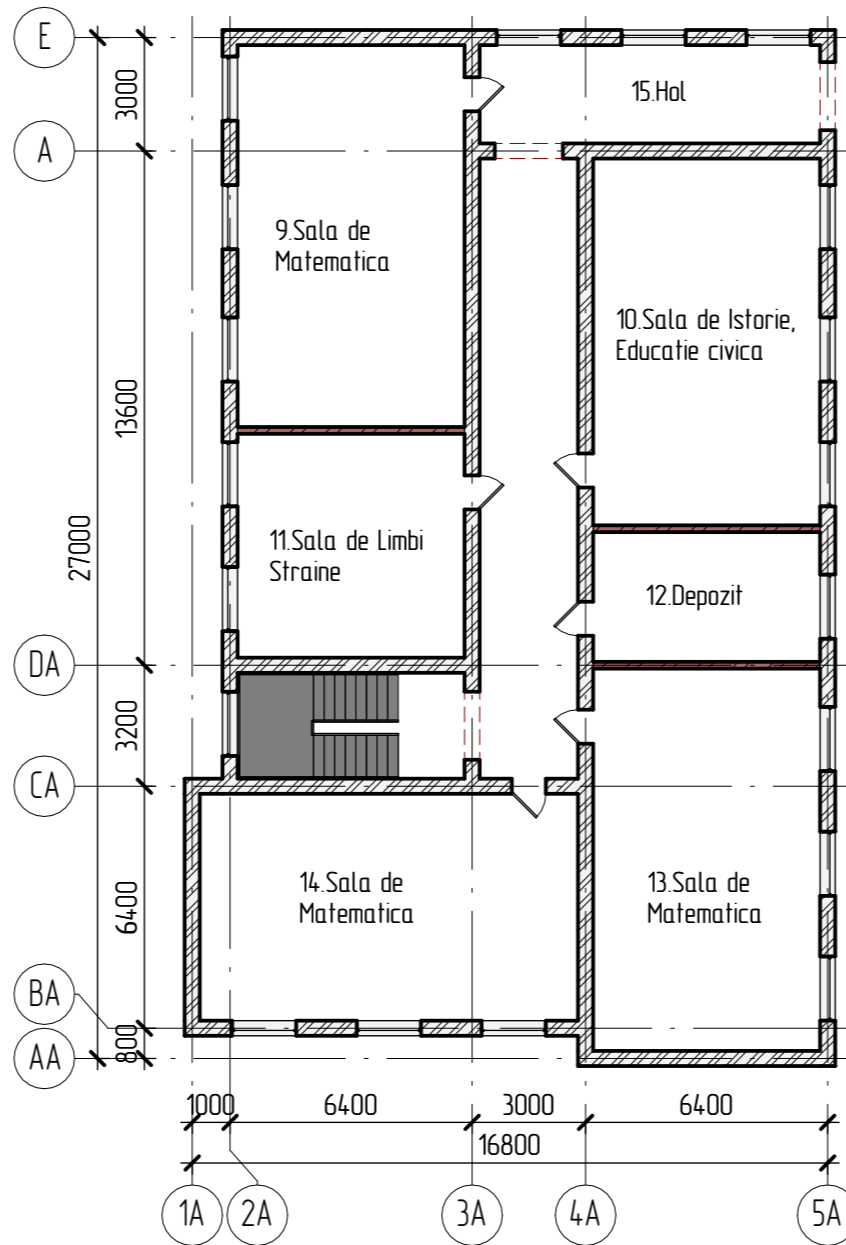 E
3000
15.Hol
A
9.Sala de
Matematica
10.Sala de Istorie,
Educatie civica
13600
27000
11.Sala de Limbi
Straine
12.Depozit
DA
3200
CA
14.Sala de
Matematica
13.Sala de
Matematica
6400
BA
800
AA
1000
6400
3000
6400
16800
1A
2A
3A
4A
5A